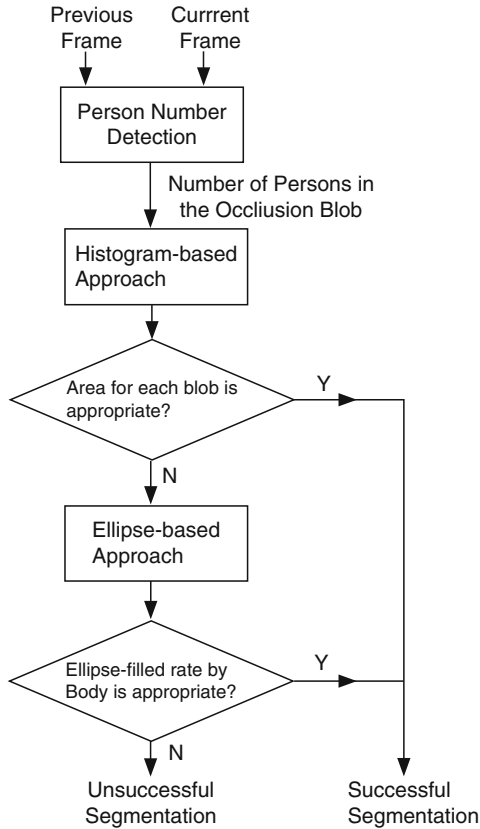 Previous
Frame
Currrent
Frame
Person Number
Detection
Number of Persons in
the Occliusion Blob
Histogram-based
Approach
Area for each blob is
appropriate?
Y
N
Ellipse-based
Approach
Ellipse-filled rate by
Body is appropriate?
Y
N
Unsuccessful
Segmentation
Successful
Segmentation